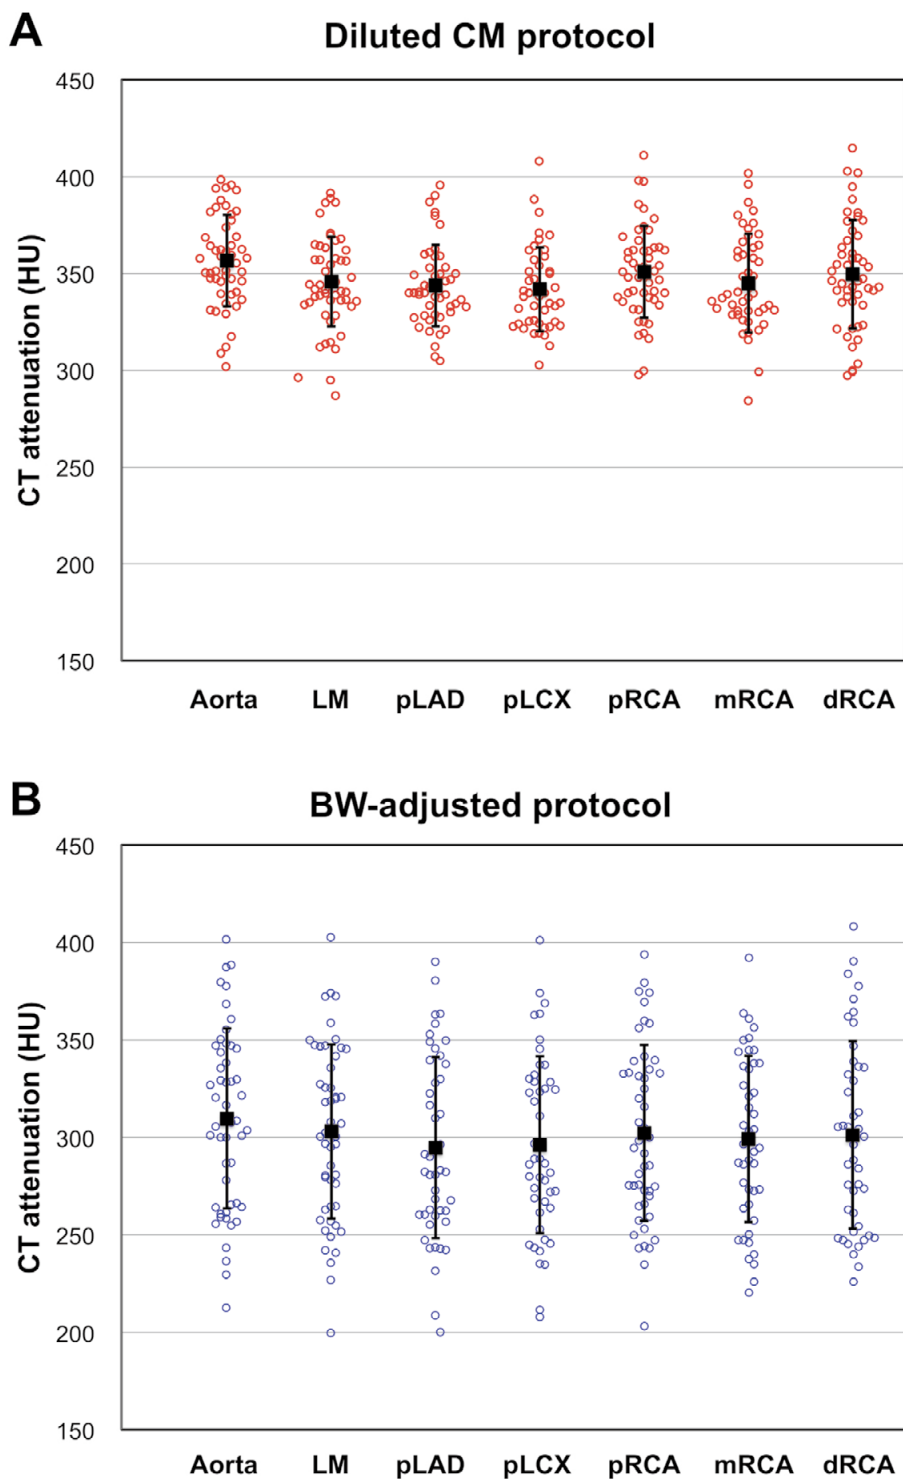 A
Diluted CM protocol
CT attenuation (HU)
450
400
350
300
250
200
150
Aorta LM pLAD pLCX pRCA mRCA dRCA
B
BW-adjusted protocol
CT attenuation (HU)
450
400
350
300
250
200
150
Aorta LM pLAD pLCX pRCA mRCA dRCA